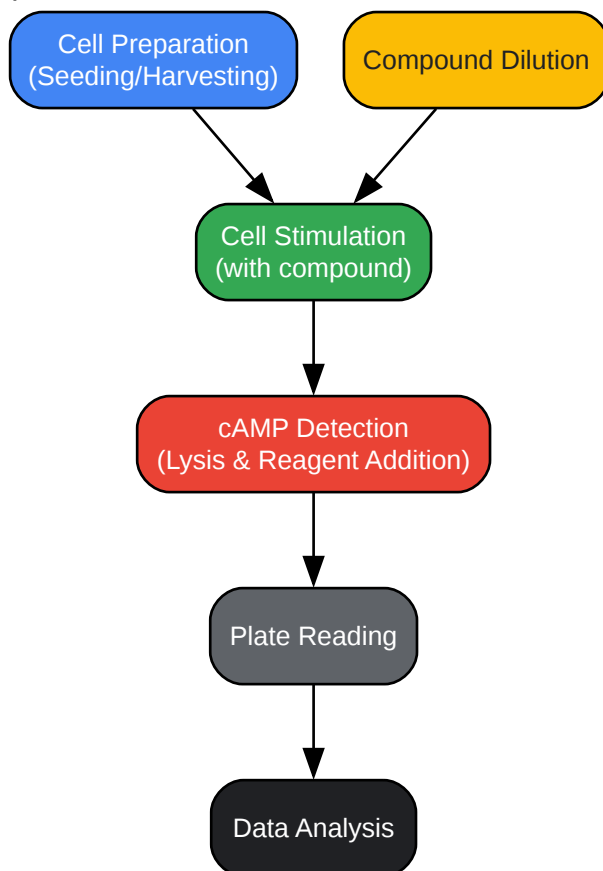 Cell Preparation
(Seeding/Harvesting)
Compound Dilution
Cell Stimulation
(with compound)
cAMP Detection
(Lysis & Reagent Addition)
Plate Reading
Data Analysis